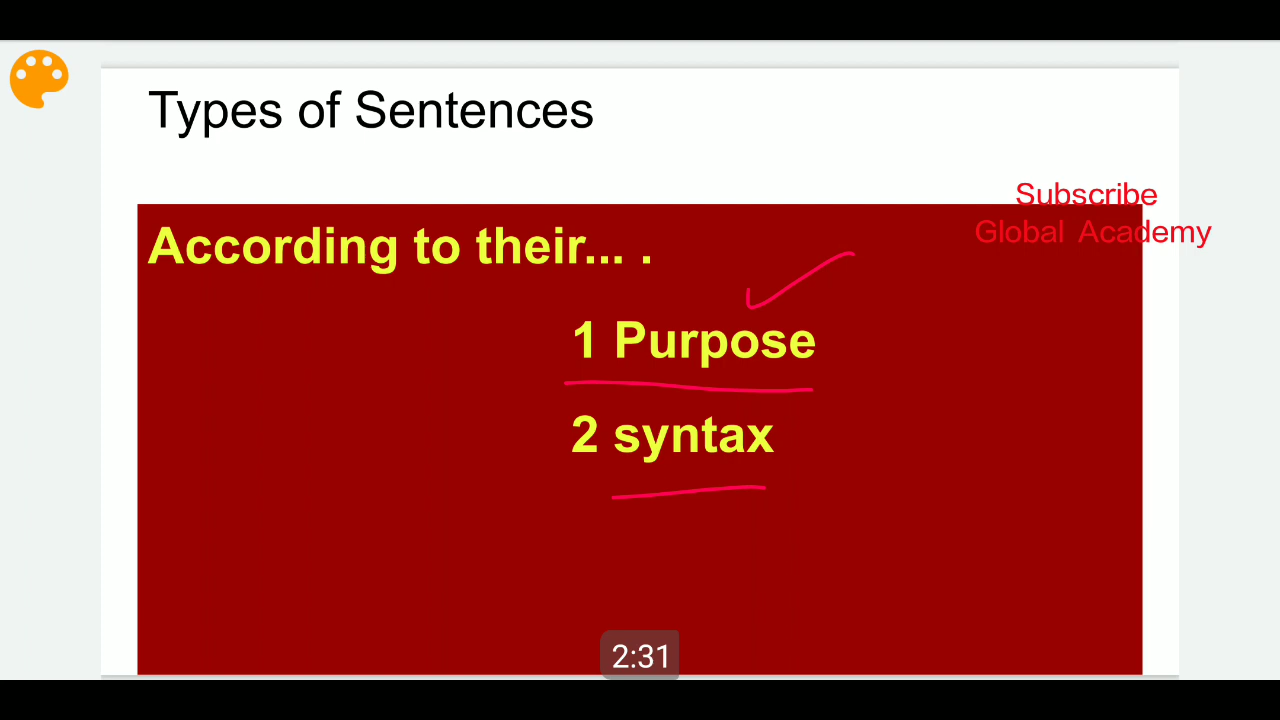 Types of Sentences
Subscribe
Global Academy
According to their... .
1 Purpose
2 syntax
2:31